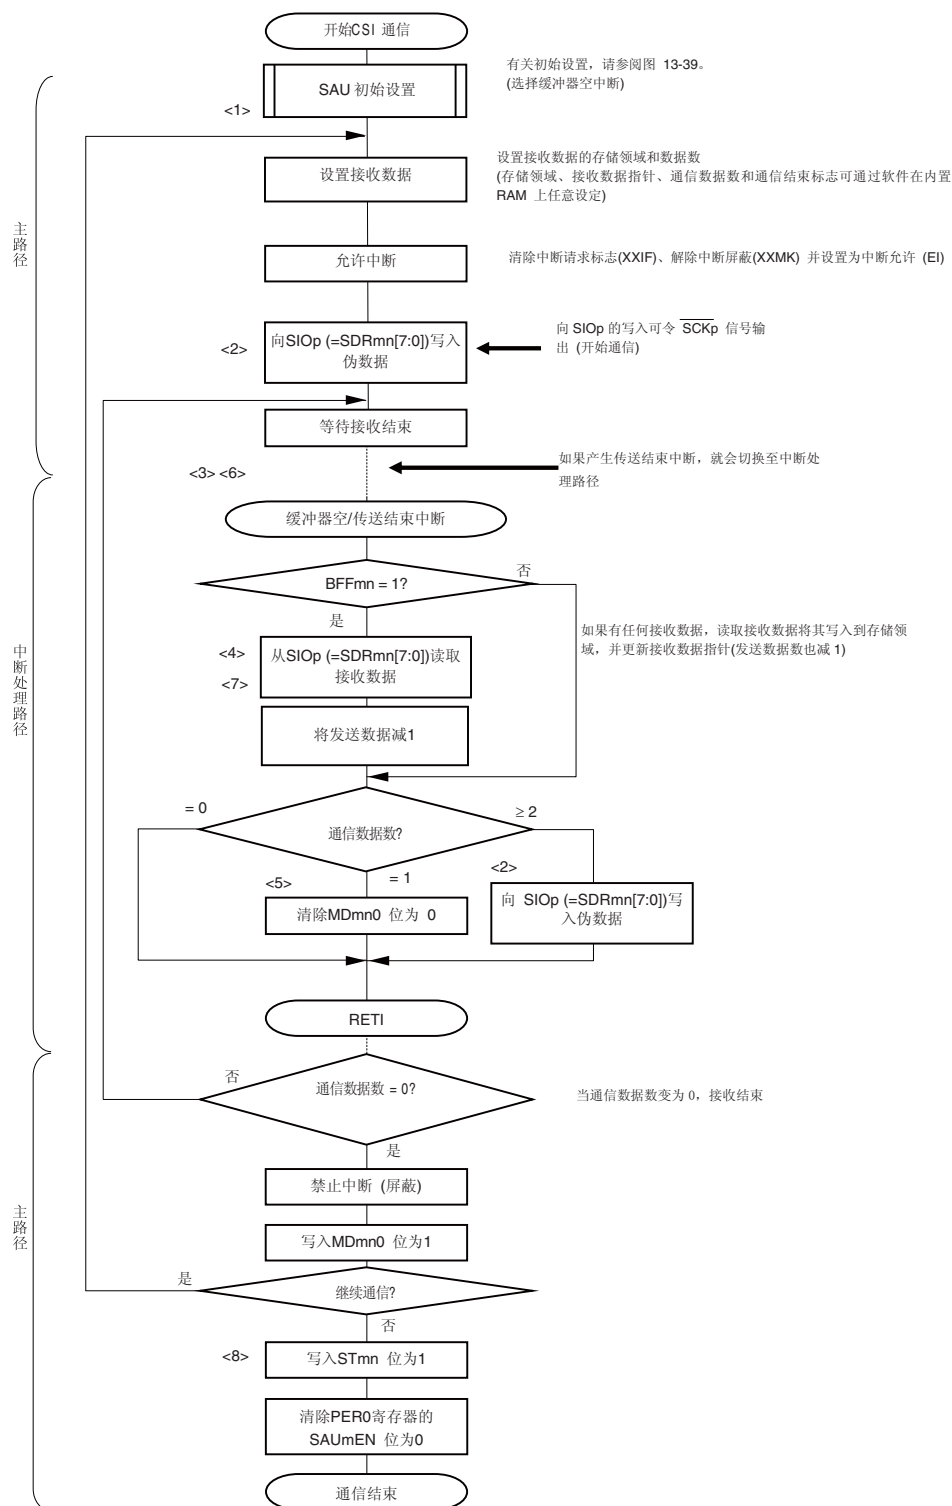 开始CSI 通信
SAU 初始设置
有关初始设置，请参阅图 13-39。
(选择缓冲器空中断)
<1>
设置接收数据
设置接收数据的存储领域和数据数
(存储领域、接收数据指针、通信数据数和通信结束标志可通过软件在内置
RAM 上任意设定)
主路径
允许中断
清除中断请求标志(XXIF)、解除中断屏蔽(XXMK) 并设置为中断允许 (EI)
<2>
向SIOp (=SDRmn[7:0])写入
伪数据
向 SIOp 的写入可令 SCKp 信号输
出 (开始通信)
等待接收结束
<3> <6>
如果产生传送结束中断，就会切换至中断处
理路径
缓冲器空/传送结束中断
BFFmn = 1?
否
是
中断处理路径
<4>
<7>
从SIOp (=SDRmn[7:0])读取
接收数据
如果有任何接收数据，读取接收数据将其写入到存储领
域，并更新接收数据指针(发送数据数也减 1)
将发送数据减1
= 0
通信数据数?
≥ 2
= 1
<5>
清除MDmn0 位为 0
<2>
向 SIOp (=SDRmn[7:0])写
入伪数据
RETI
否
通信数据数 = 0?
当通信数据数变为 0，接收结束
是
禁止中断 (屏蔽)
主路径
写入MDmn0 位为1
是
继续通信?
否
<8>
写入STmn 位为1
清除PER0寄存器的
SAUmEN 位为0
通信结束